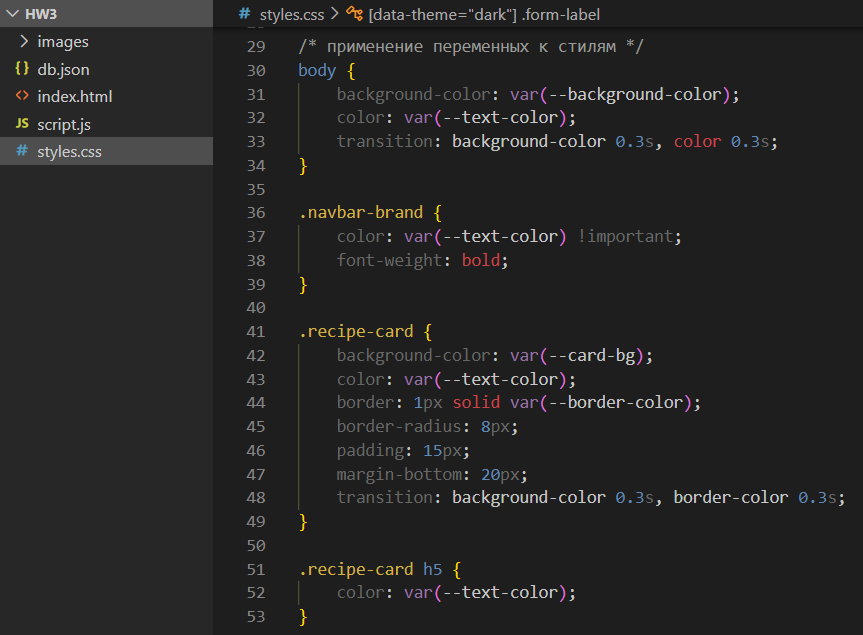 HW3
images
db.json
index.html
script.js
styles.css
styles.css > [data-theme="dark"] .form-label
29 /* применение переменных к стилям */
30 body {
31     background-color: var(--background-color);
32     color: var(--text-color);
33     transition: background-color 0.3s, color 0.3s;
34 }
35
36 .navbar-brand {
37     color: var(--text-color) !important;
38     font-weight: bold;
39 }
40
41 .recipe-card {
42     background-color: var(--card-bg);
43     color: var(--text-color);
44     border: 1px solid var(--border-color);
45     border-radius: 8px;
46     padding: 15px;
47     margin-bottom: 20px;
48     transition: background-color 0.3s, border-color 0.3s;
49 }
50
51 .recipe-card h5 {
52     color: var(--text-color);
53 }